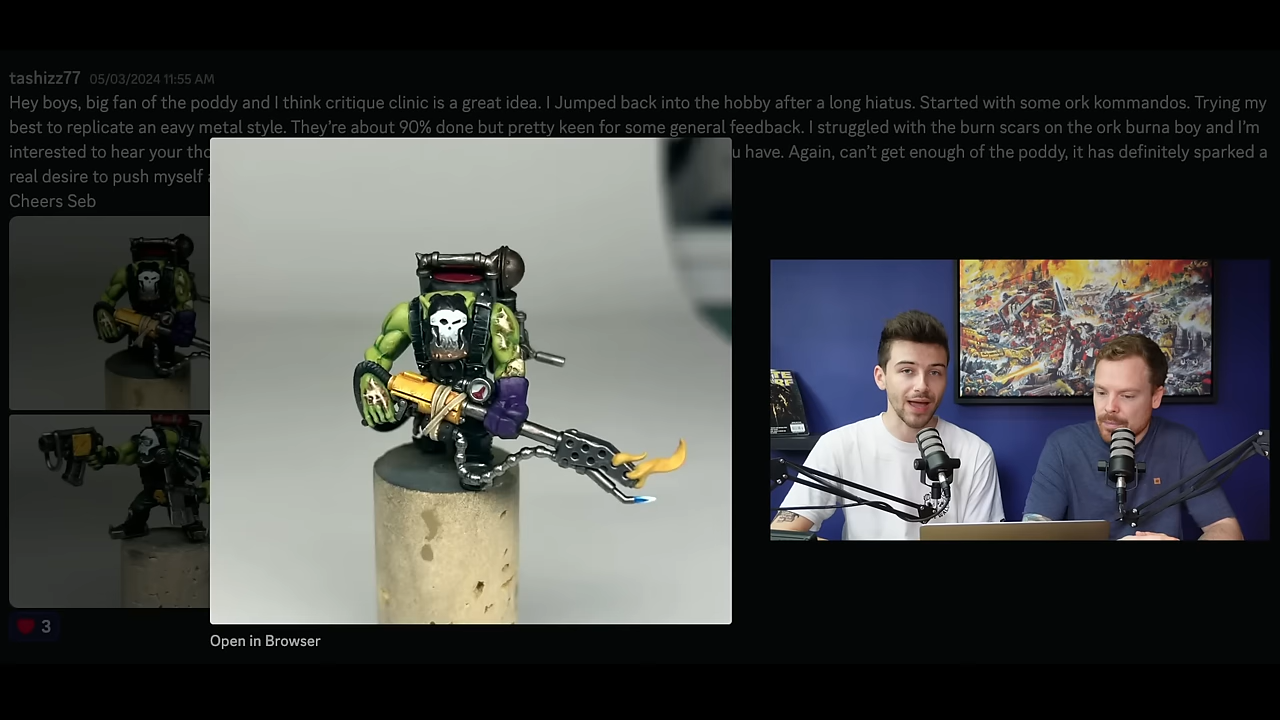 tashizz77 05/03/2024 11:55 AM
Hey boys, big fan of the poddy and I think critique clinic is a great idea. I Jumped back into the hobby after a long hiatus. Started with some ork kommandos. Trying my
best to replicate an eavy metal style. They're about 90% done but pretty keen for some general feedback. I struggled with the burn scars on the ork burna boy and I'm
interested to hear your u have. Again, can't get enough of the poddy, it has definitely sparked a
real desire to push myself
Cheers Seb
3
Open in Browser